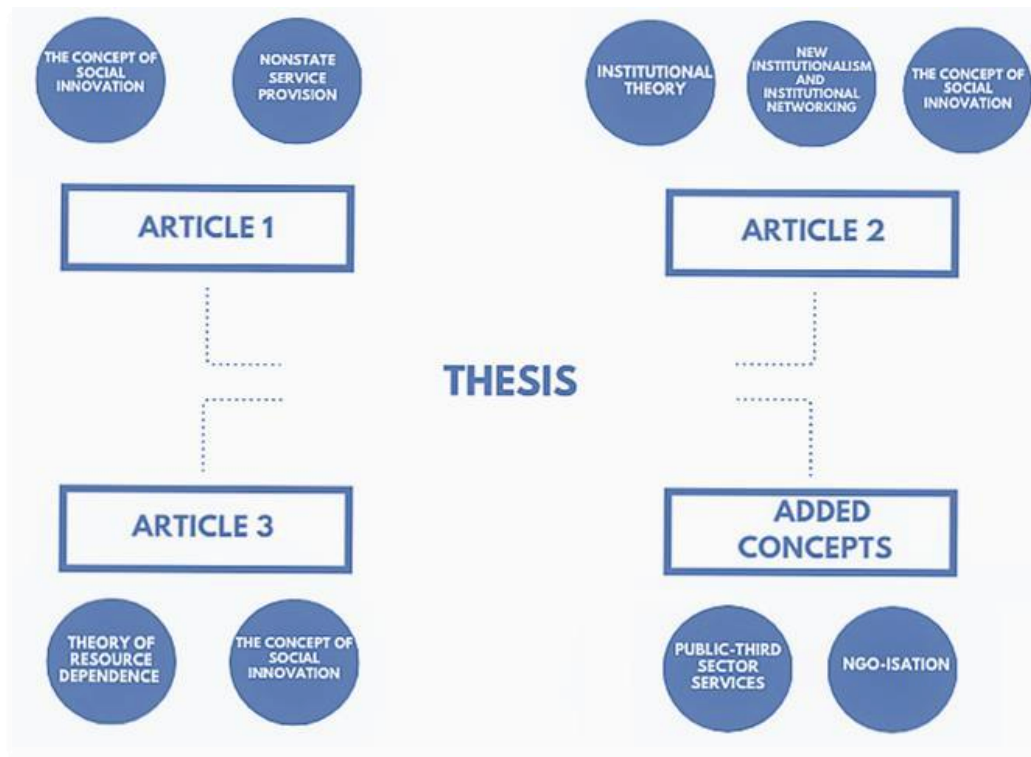 THE CONCEPT OF
SOCIAL
INNOVATION
NONSTATE
SERVICE
PROVISION
INSTITUTIONAL
THEORY
NEW
INSTITUTIONALISM
AND
INSTITUTIONAL
NETWORKING
THE CONCEPT OF
SOCIAL
INNOVATION
ARTICLE 1
ARTICLE 2
THESIS
ARTICLE 3
ADDED
CONCEPTS
THEORY OF
RESOURCE
DEPENDENCE
THE CONCEPT OF
SOCIAL
INNOVATION
PUBLIC-THIRD
SECTOR
SERVICES
NGO-ISATION